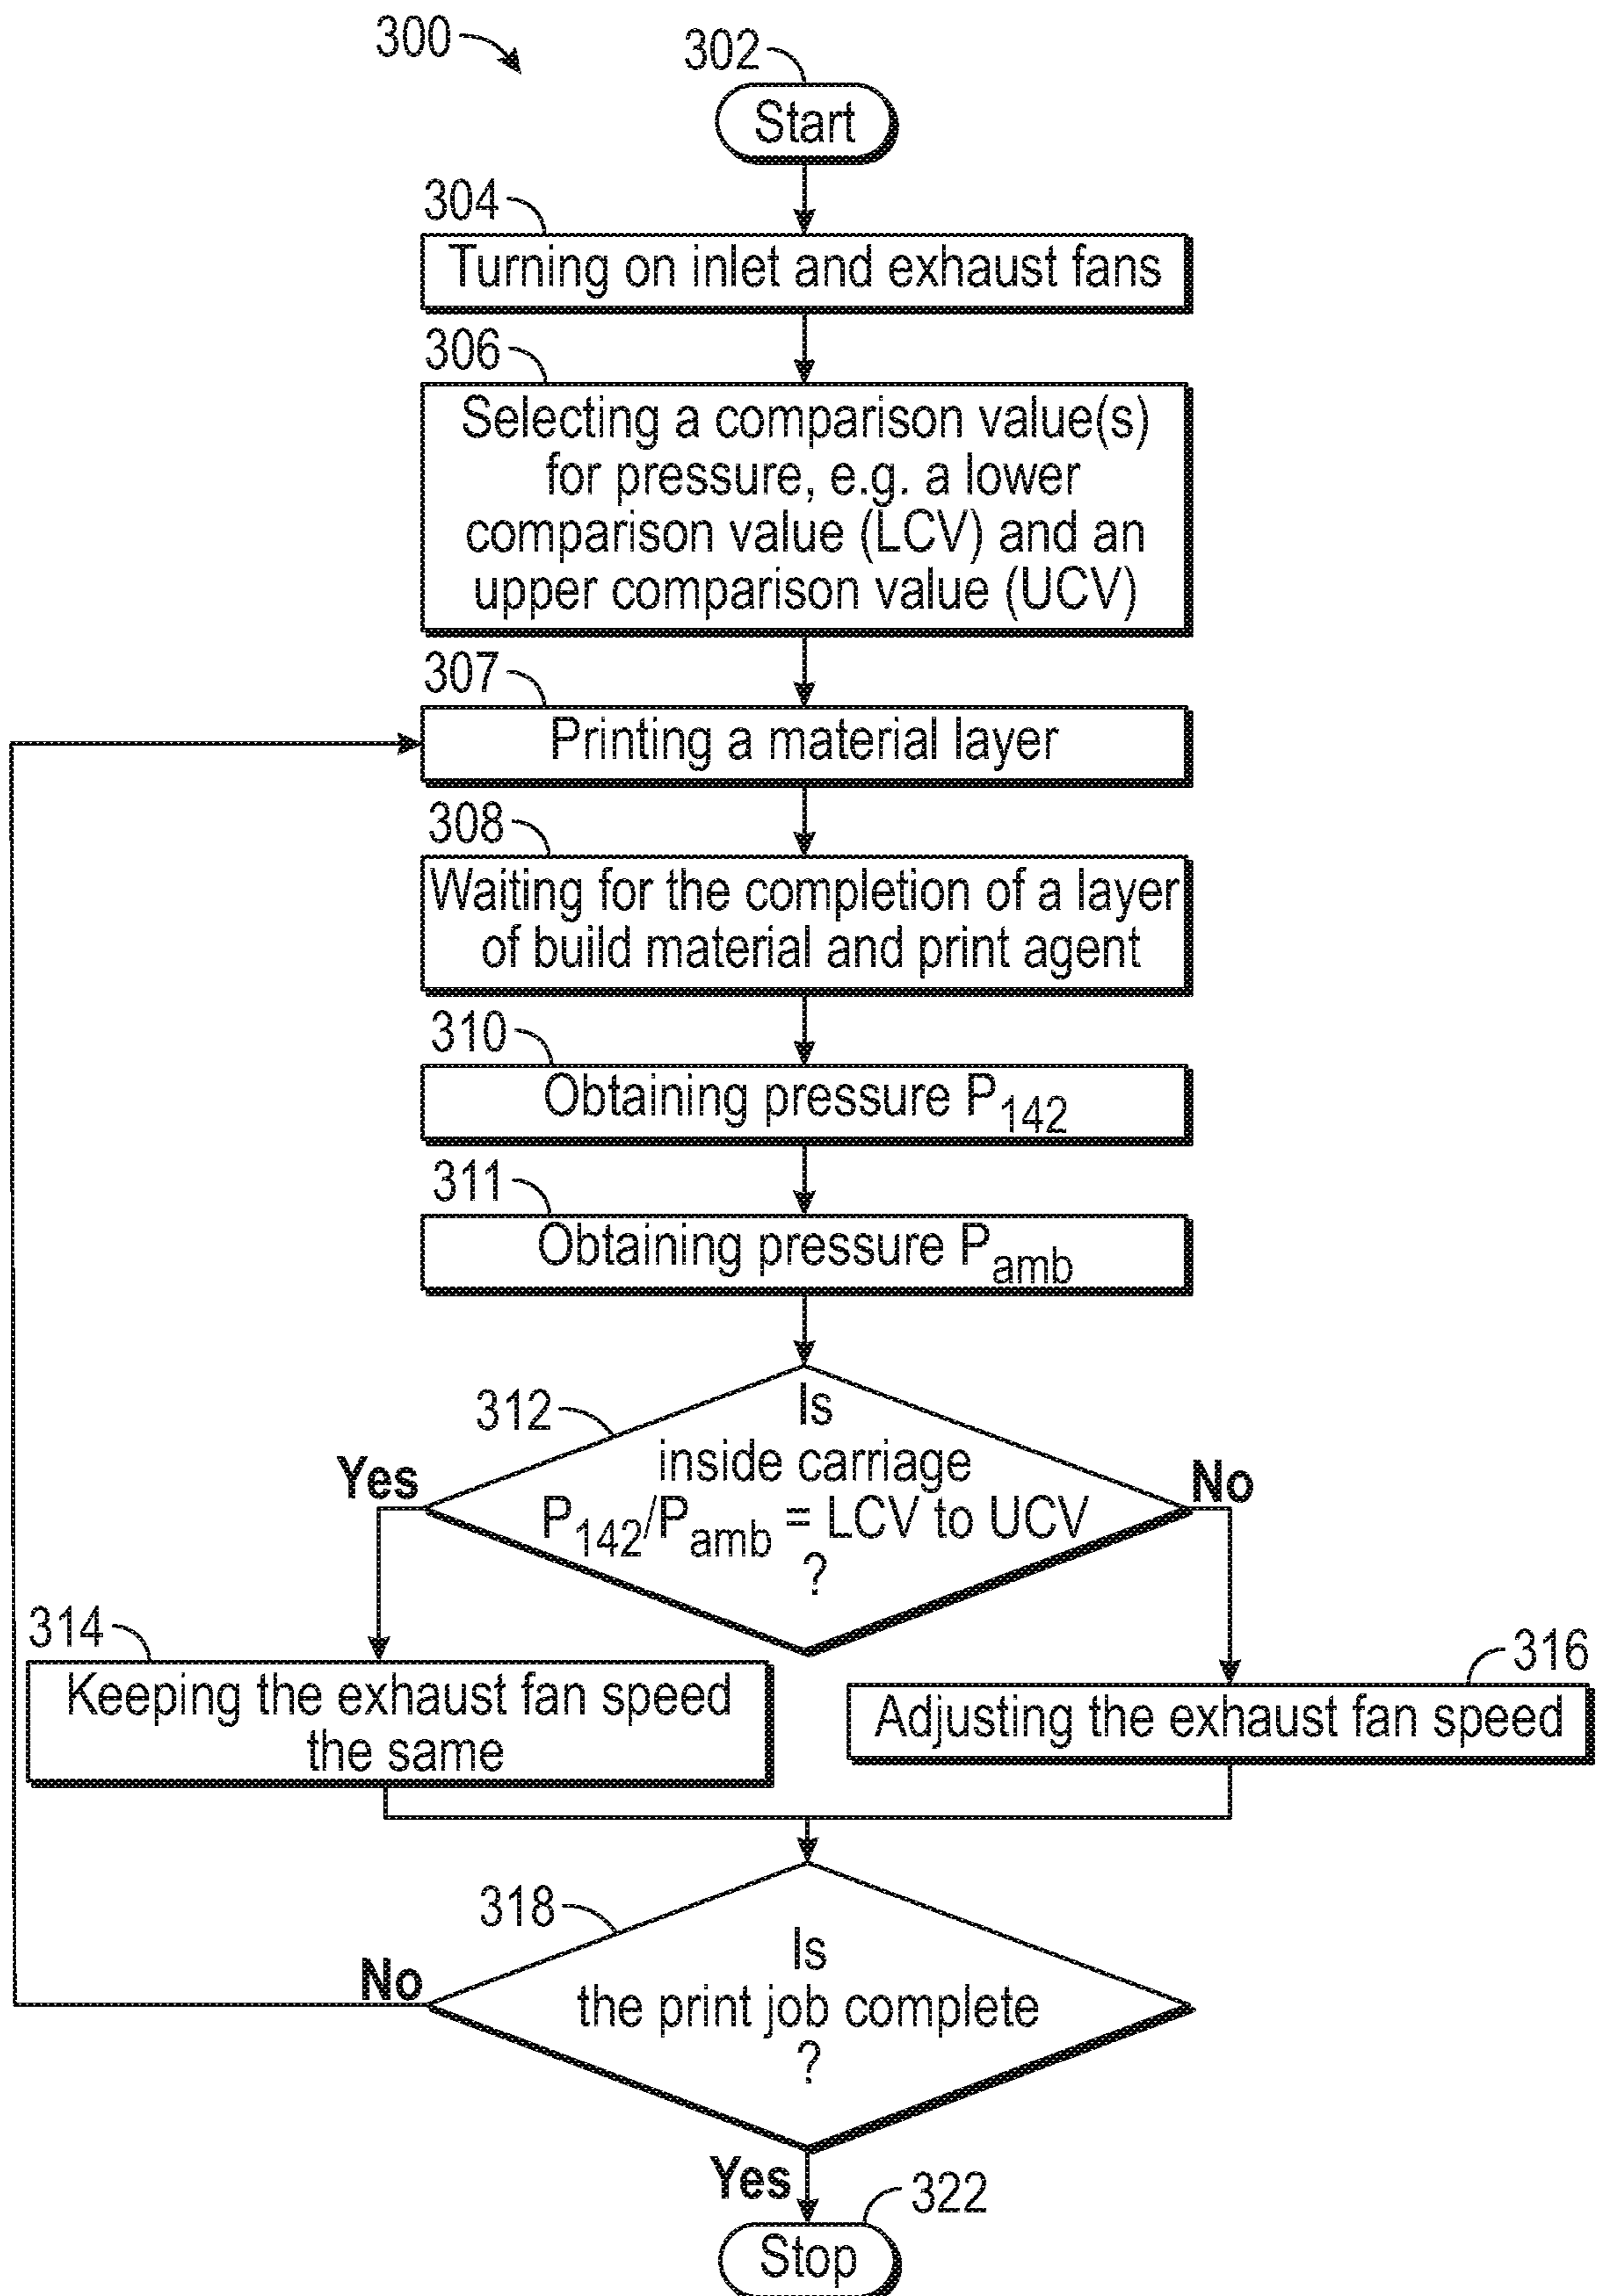 300
302
Start
304
Turning on inlet and exhaust fans
306
Selecting a comparison value(s)
for pressure, e.g. a lower
comparison value (LCV) and an
upper comparison value (UCV)
307
Printing a material layer
308
Waiting for the completion of a layer
of build material and print agent
310
Obtaining pressure P142
311
Obtaining pressure Pamb
312
Is
inside carriage
P142/Pamb = LCV to UCV
?
Yes
No
314
Keeping the exhaust fan speed
the same
316
Adjusting the exhaust fan speed
318
Is
the print job complete
?
No
Yes
322
Stop